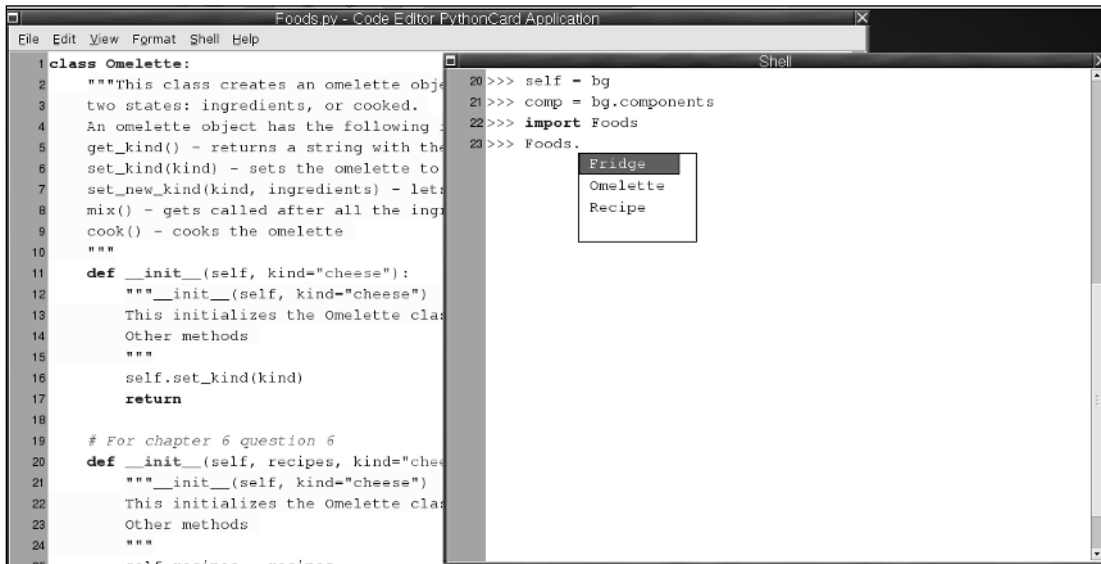 Foods.py - Code Editor PythonCard Application
File Edit View Format Shell Help
1 class Omelette:
2 """This class creates an omelette obje
3 two states: ingredients, or cooked.
4 An omelette object has the following
5 get_kind() - returns a string with the
6 set_kind(kind) - sets the omelette to
7 set_new_kind(kind, ingredients) - let
8 mix() - gets called after all the ing
9 cook() - cooks the omelette
10 """
11 def __init__(self, kind="cheese"):
12 """__init__(self, kind="cheese")
13 This initializes the Omelette cla
14 Other methods
15 """
16 self.set_kind(kind)
17 return
18
19 # For chapter 6 question 6
20 def __init__(self, recipes, kind="chee
21 """__init__(self, kind="cheese")
22 This initializes the Omelette cla
23 Other methods
24 """
Shell
20 >>> self = bg
21 >>> comp = bg.components
22 >>> import Foods
23 >>> Foods.
Fridge
Omelette
Recipe